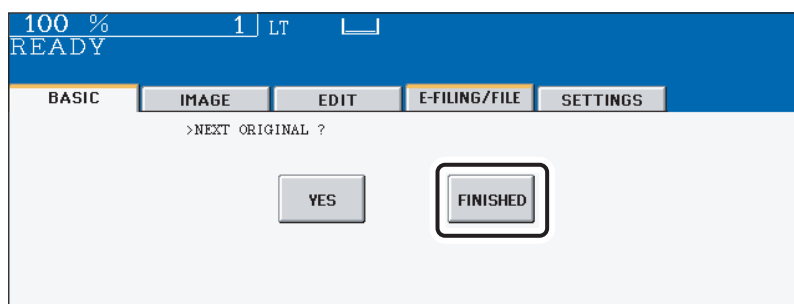 100 % 1 LT
READY
BASIC IMAGE EDIT E-FILING/FILE SETTINGS
>NEXT ORIGINAL ?
YES FINISHED